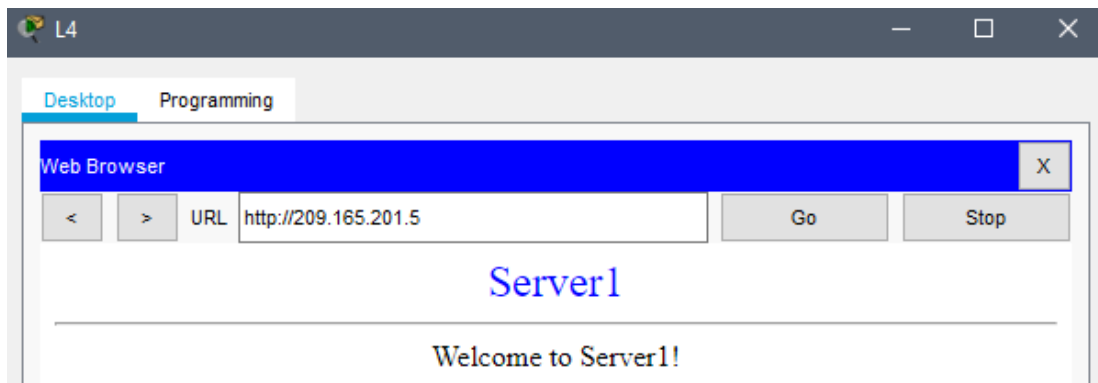 L4
Desktop Programming
Web Browser X
< > URL http://209.165.201.5 Go Stop
Server1
Welcome to Server1!